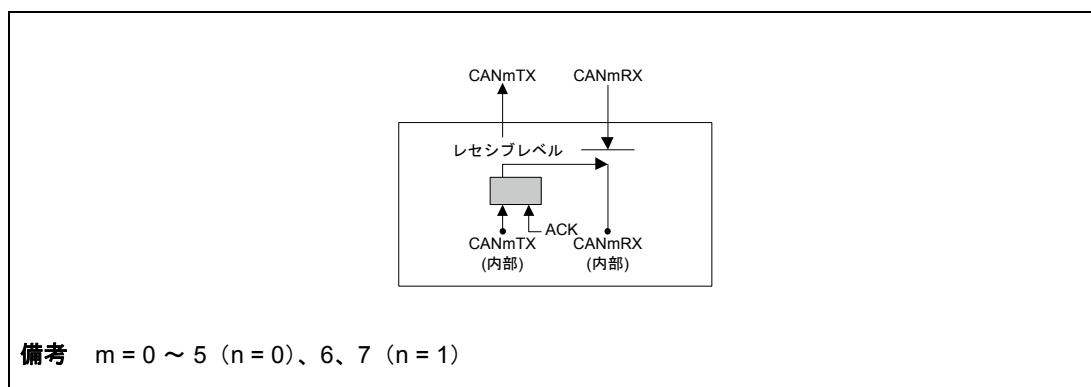 CANmTX CANmRX
レセシブレベル
ACK
CANmTX CANmRX
(内部) (内部)
備考 m = 0 ～ 5（n = 0）、6、7（n = 1）